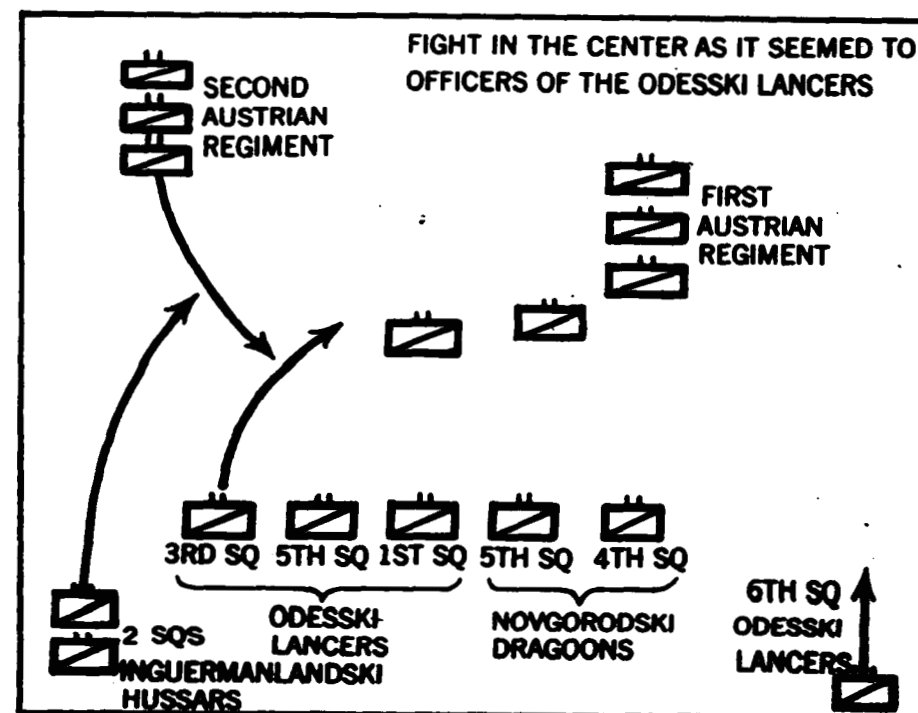 FIGHT IN THE CENTER AS IT SEEMED TO
OFFICERS OF THE ODESSKI LANCERS
SECOND
AUSTRIAN
REGIMENT
FIRST
AUSTRIAN
REGIMENT
3RD SQ 5TH SQ 1ST SQ 5TH SQ 4TH SQ
ODESSKI
LANCERS
NOVGORODSKI
DRAGOONS
6TH SQ
ODESSKI
LANCERS
2 SQS
INGUERMANLANDSKI
HUSSARS